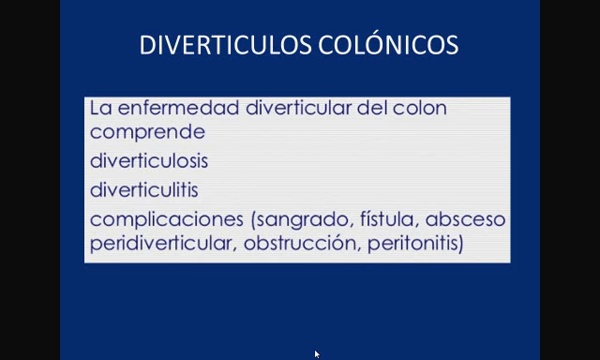 DIVERTICULOS COLÓNICOS
La enfermedad diverticular del colon
comprende
diverticulosis
diverticulitis
complicaciones (sangrado, fístula, absceso
peridiverticular, obstrucción, peritonitis)